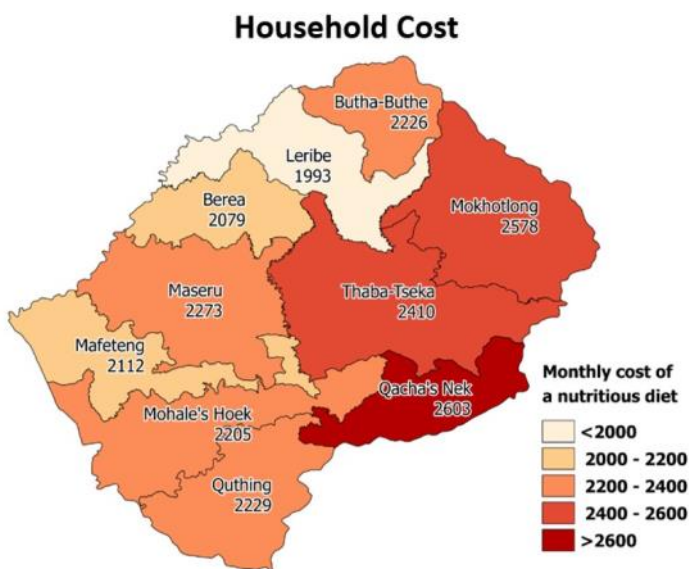 Household Cost
Butha-Buthe
2226
Leribe
1993
Berea
2079
Mokhotlong
2578
Maseru
2273
Thaba-Tseka
2410
Mafeteng
2112
Qacha's Nek
2603
Mohale's Hoek
2205
Quthing
2229
Monthly cost of
a nutritious diet
<2000
2000 - 2200
2200 - 2400
2400 - 2600
>2600